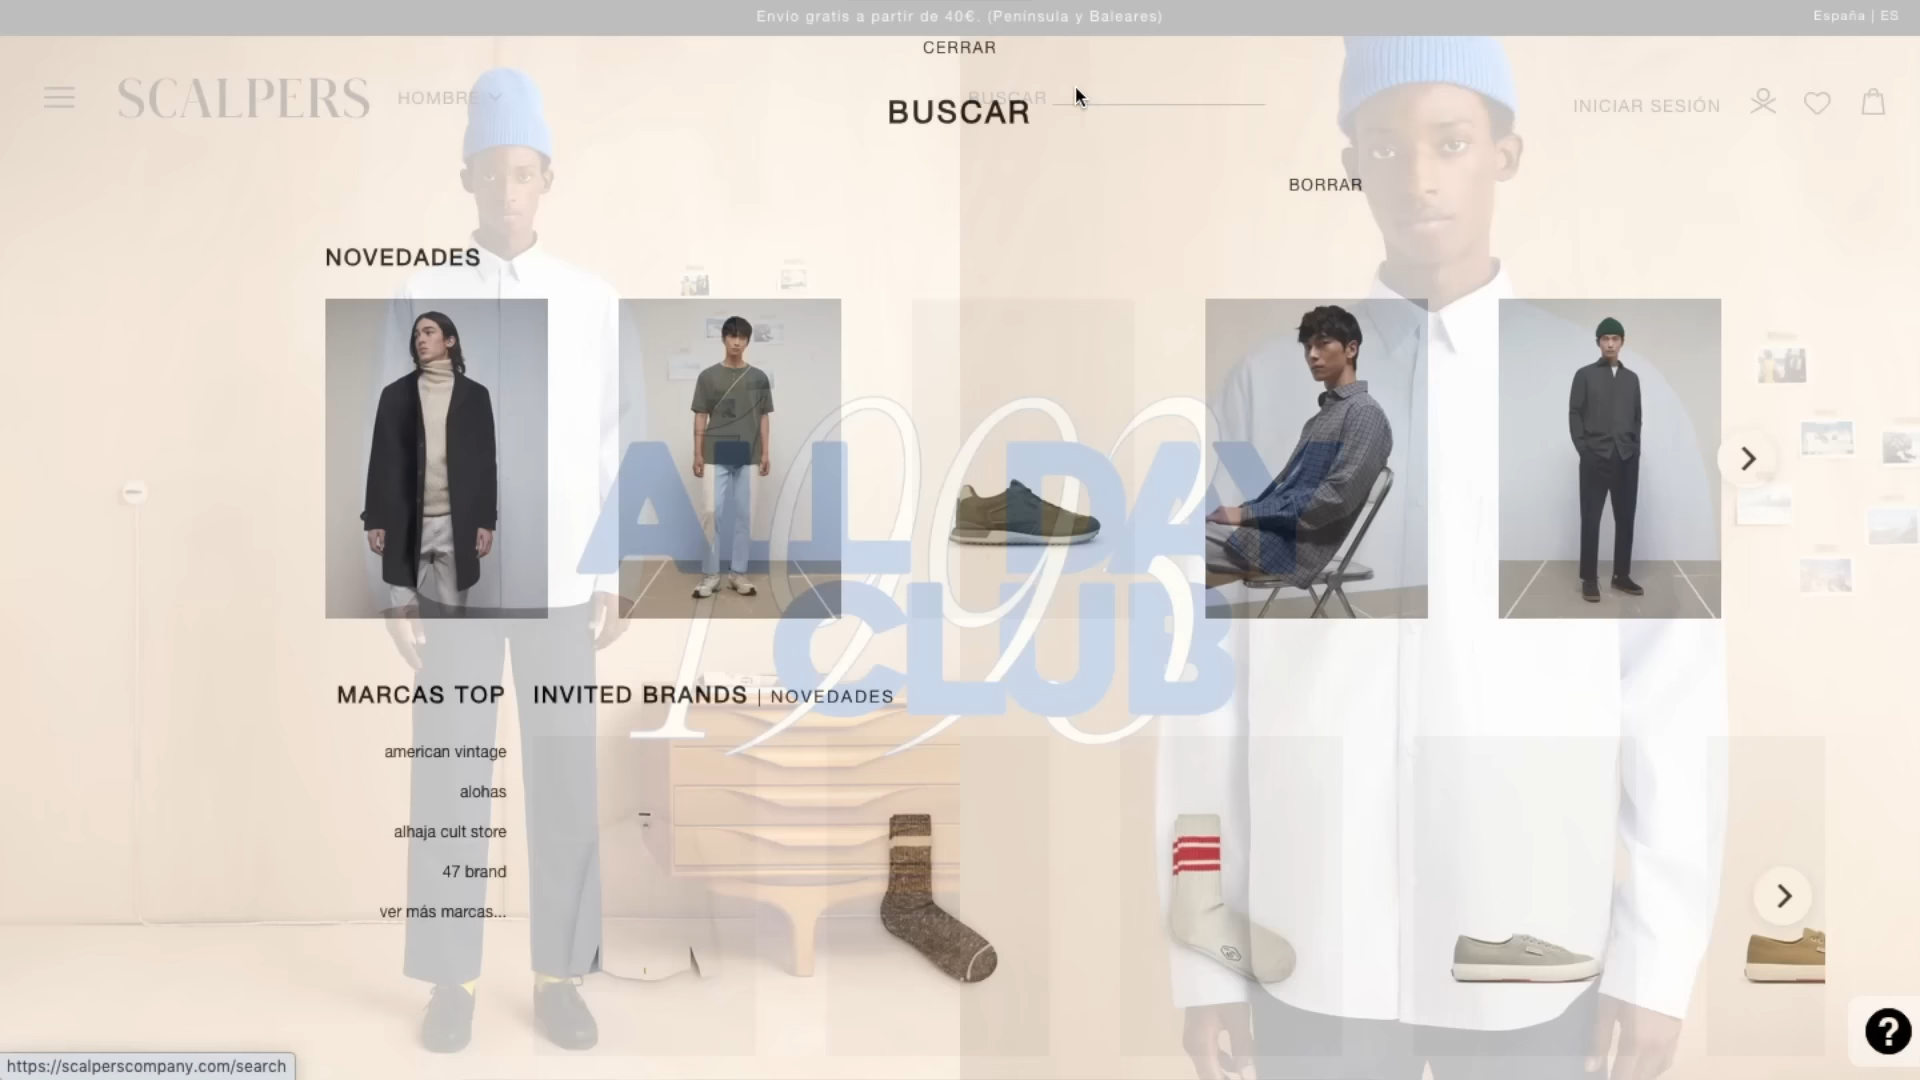 Envío gratis a partir de 40€. (Península y Baleares)
España | ES
CERRAR
SCALPERS
HOMBRE
BUSCAR
BUSCAR
INICIAR SESIÓN
BORRAR
NOVEDADES
ALL DAY
CLUB
1993
MARCAS TOP
INVITED BRANDS | NOVEDADES
american vintage
alohas
alhaja cult store
47 brand
ver más marcas...
?
https://scalperscompany.com/search